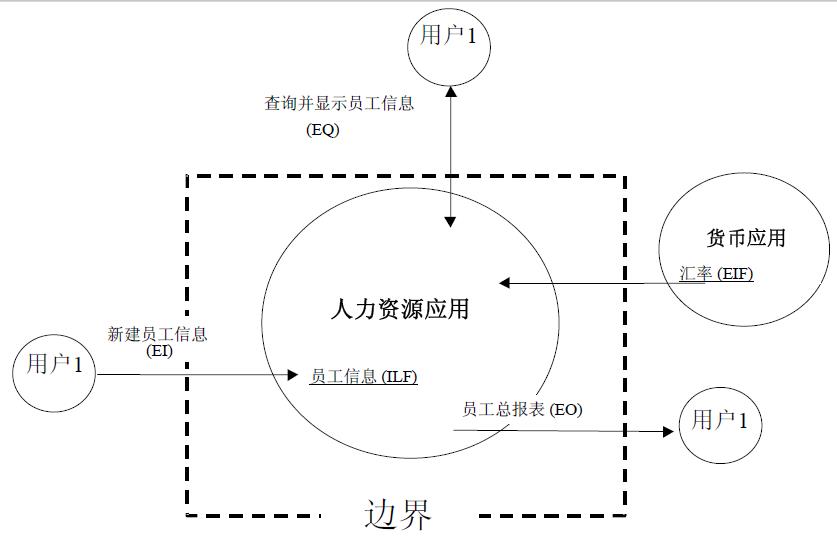 用户1
查询并显示员工信息
(EQ)
货币应用
汇率 (EIF)
人力资源应用
新建员工信息
(EI)
用户1
员工信息 (ILF)
员工总报表 (EO)
用户1
边界